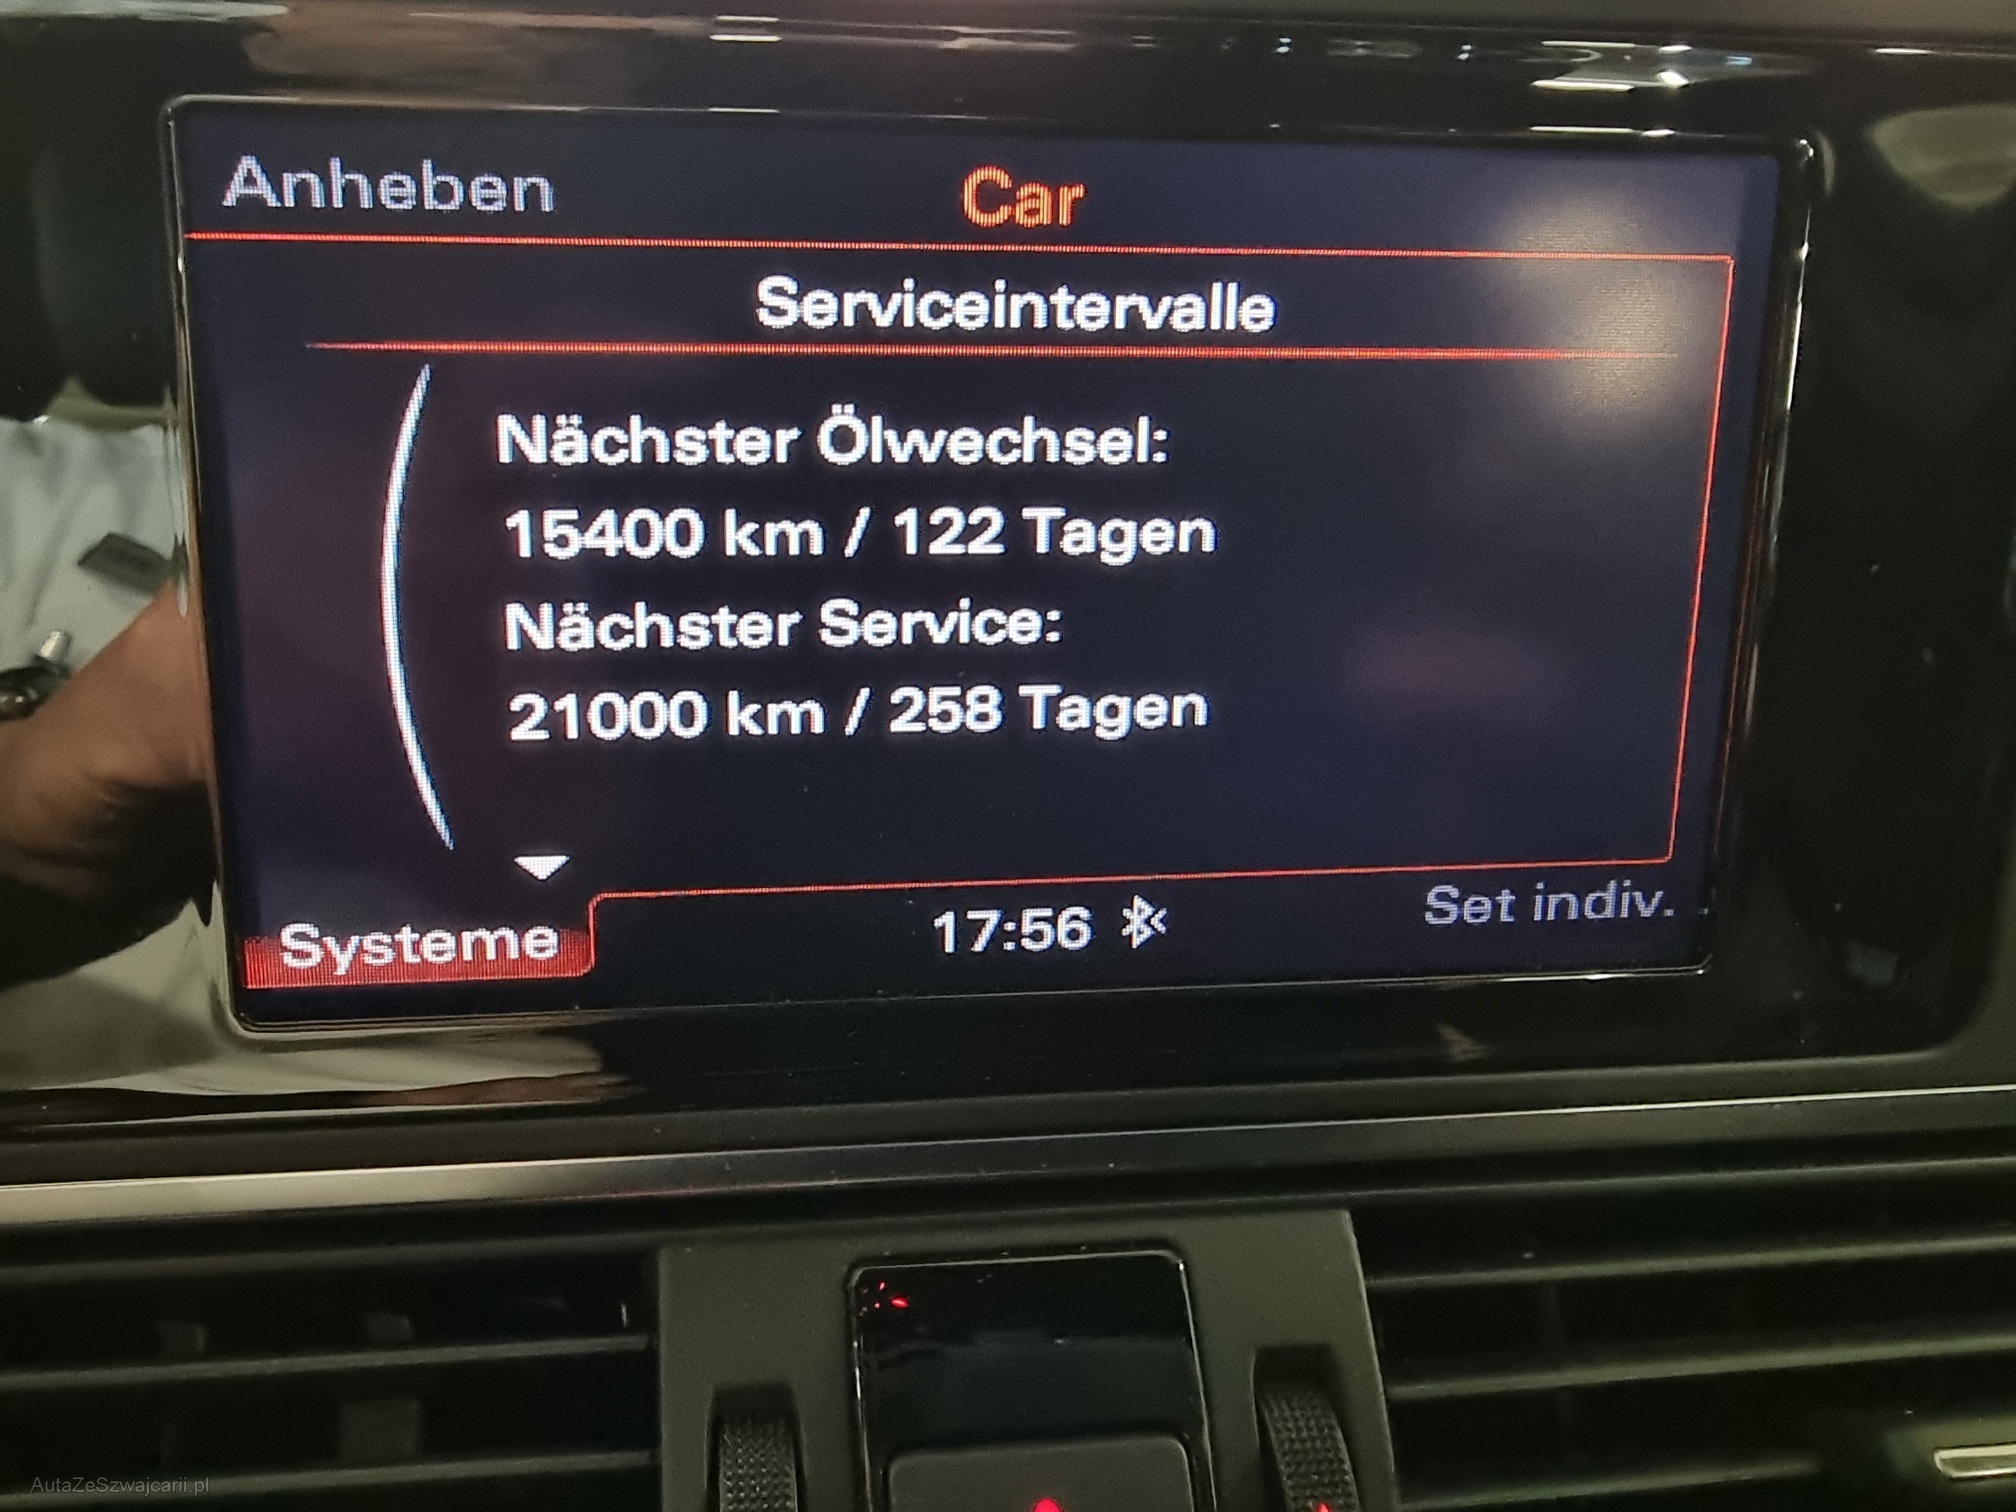 Anheben
Car
Serviceintervalle
Nächster Ölwechsel:
15400 km / 122 Tagen
Nächster Service:
21000 km / 258 Tagen
Systeme
17:56
Set indiv.
AutaZeSzwajcarii.pl